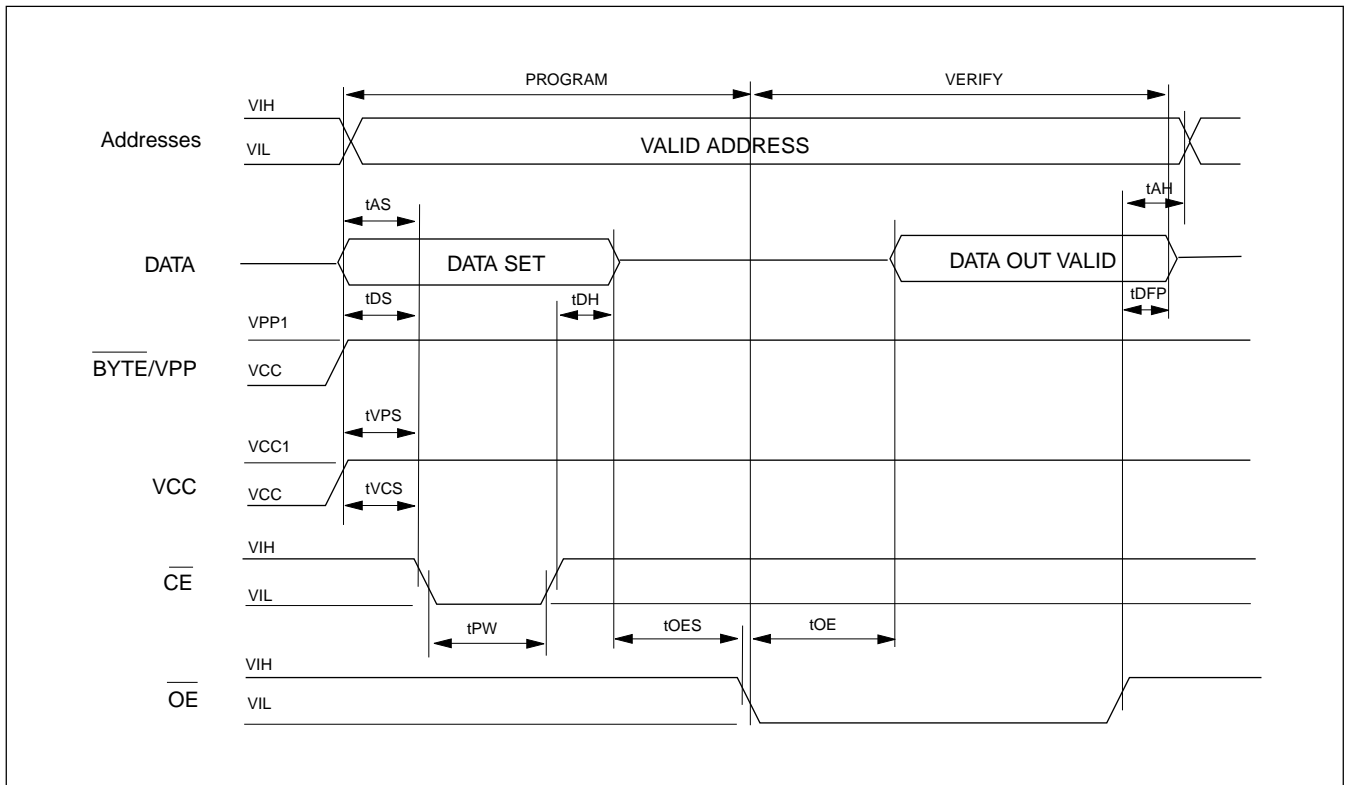 PROGRAM VERIFY
VIH
Addresses
VIL
VALID ADDRESS
tAS
tAH
DATA
DATA SET
DATA OUT VALID
tDS
tDH
tDFP
VPP1
BYTE/VPP
VCC
tVPS
VCC1
VCC
VCC
tVCS
VIH
CE
VIL
tPW
tOES
tOE
VIH
OE
VIL